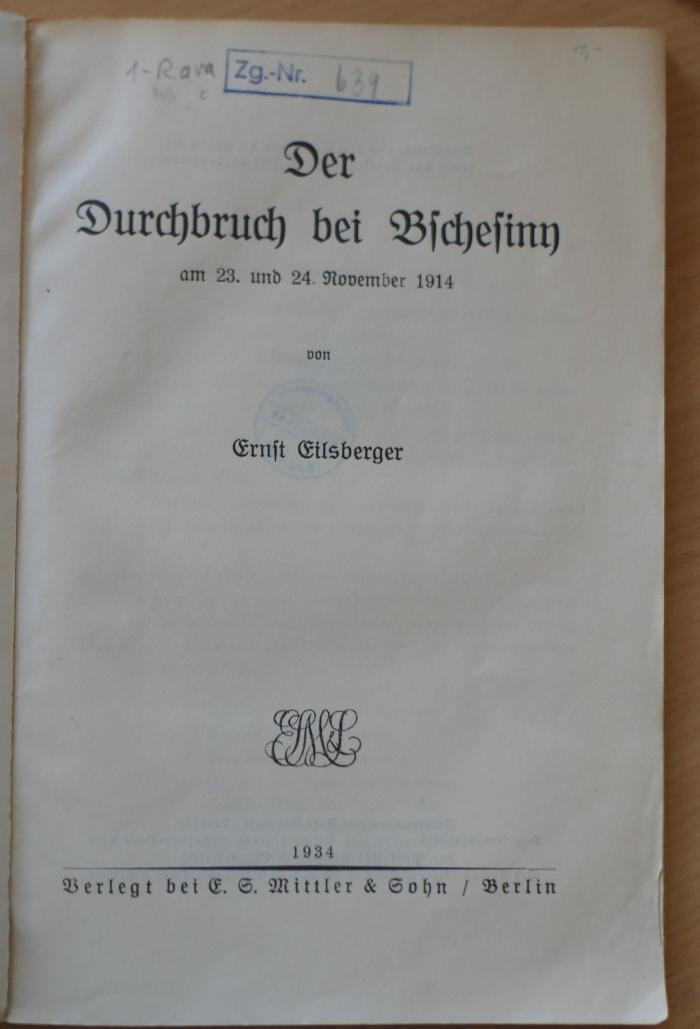 1-Rava Zg.-Nr. 639
Der
Durchbruch bei Bſcheſiny
am 23. und 24. November 1914
von
Ernſt Eilsberger
1934
Verlegt bei E. S. Mittler & Sohn / Berlin